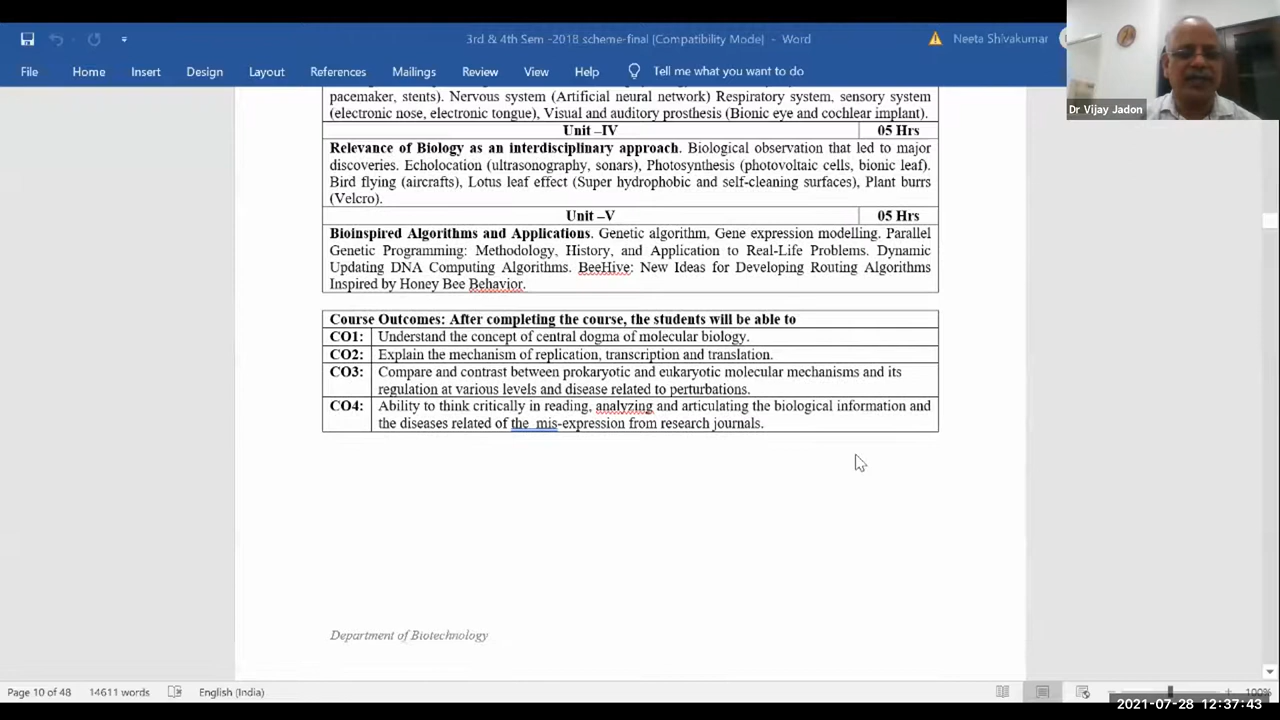 3rd & 4th Sem -2018 scheme-final (Compatibility Mode) - Word
Neeta Shivakumar
File Home Insert Design Layout References Mailings Review View Help Tell me what you want to do
Dr Vijay Jadon
pacemaker, stents). Nervous system (Artificial neural network) Respiratory system, sensory system
(electronic nose, electronic tongue), Visual and auditory prosthesis (Bionic eye and cochlear implant).
Unit –IV 05 Hrs
Relevance of Biology as an interdisciplinary approach. Biological observation that led to major
discoveries. Echolocation (ultrasonography, sonars), Photosynthesis (photovoltaic cells, bionic leaf).
Bird flying (aircrafts), Lotus leaf effect (Super hydrophobic and self-cleaning surfaces), Plant burrs
(Velcro).
Unit –V 05 Hrs
Bioinspired Algorithms and Applications. Genetic algorithm, Gene expression modelling. Parallel
Genetic Programming: Methodology, History, and Application to Real-Life Problems. Dynamic
Updating DNA Computing Algorithms. BeeHive: New Ideas for Developing Routing Algorithms
Inspired by Honey Bee Behavior.
Course Outcomes: After completing the course, the students will be able to
CO1: Understand the concept of central dogma of molecular biology.
CO2: Explain the mechanism of replication, transcription and translation.
CO3: Compare and contrast between prokaryotic and eukaryotic molecular mechanisms and its
regulation at various levels and disease related to perturbations.
CO4: Ability to think critically in reading, analyzing and articulating the biological information and
the diseases related of the mis-expression from research journals.
Department of Biotechnology
Page 10 of 48 14611 words English (India) 100%
2021-07-28 12:37:43